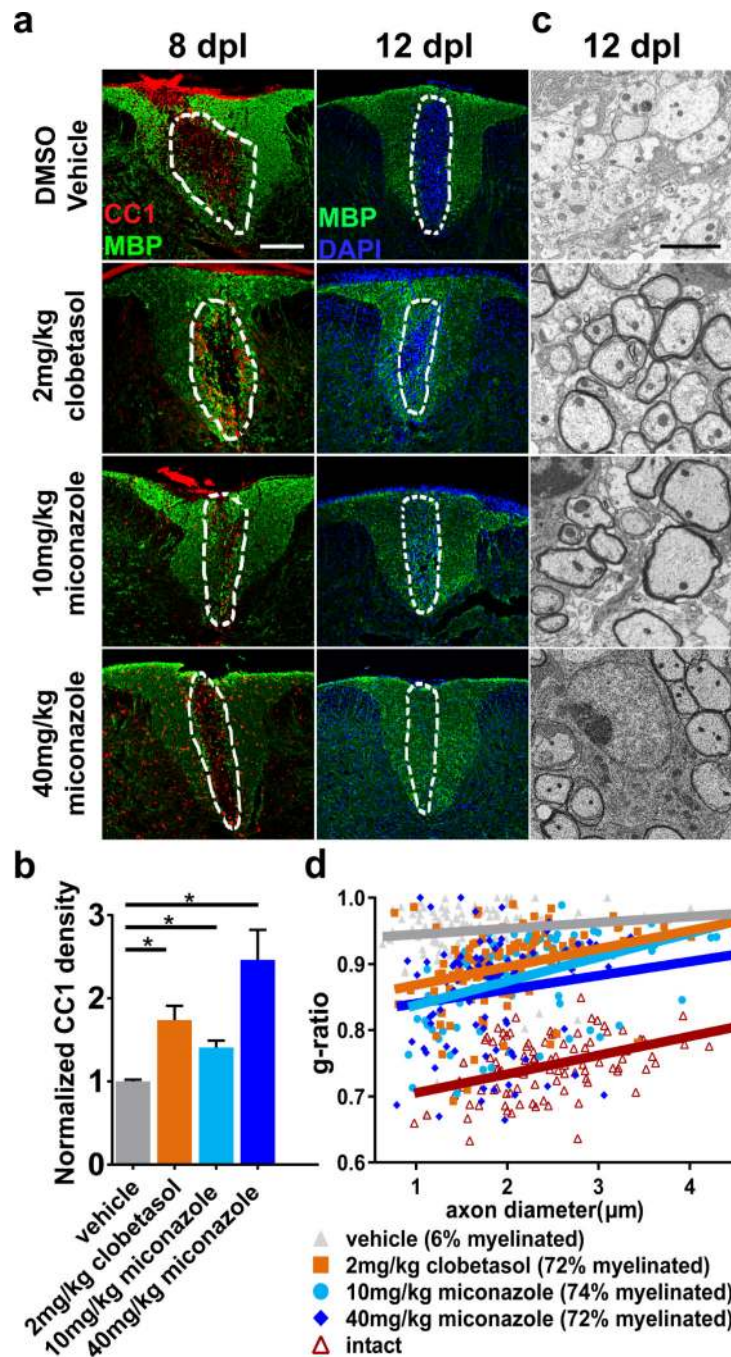 a
c
8 dpl
12 dpl
12 dpl
DMSO
Vehicle
CC1
MBP
MBP
DAPI
2mg/kg
clobetasol
10mg/kg
miconazole
40mg/kg
miconazole
b
Normalized CC1 density
3
2
1
0
*
*
*
vehicle
2mg/kg clobetasol
10mg/kg miconazole
40mg/kg miconazole
d
g-ratio
1.0
0.9
0.8
0.7
0.6
1 2 3 4
axon diameter(μm)
vehicle (6% myelinated)
2mg/kg clobetasol (72% myelinated)
10mg/kg miconazole (74% myelinated)
40mg/kg miconazole (72% myelinated)
intact